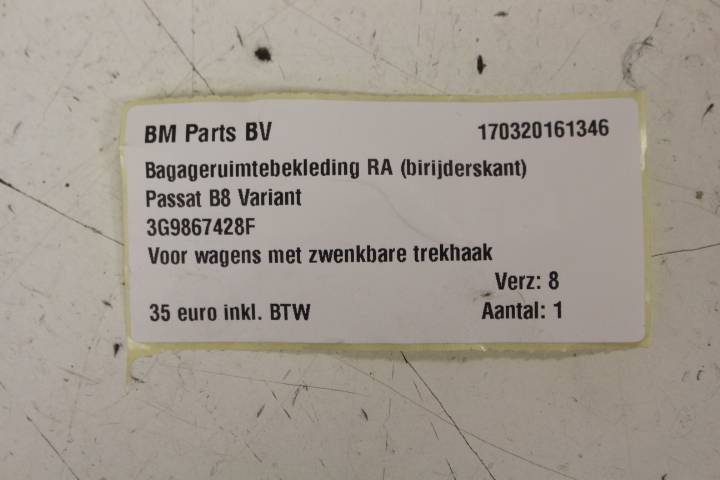 BM Parts BV 170320161346
Bagageruimtebekleding RA (birijderskant)
Passat B8 Variant
3G9867428F
Voor wagens met zwenkbare trekhaak
Verz: 8
35 euro inkl. BTW Aantal: 1